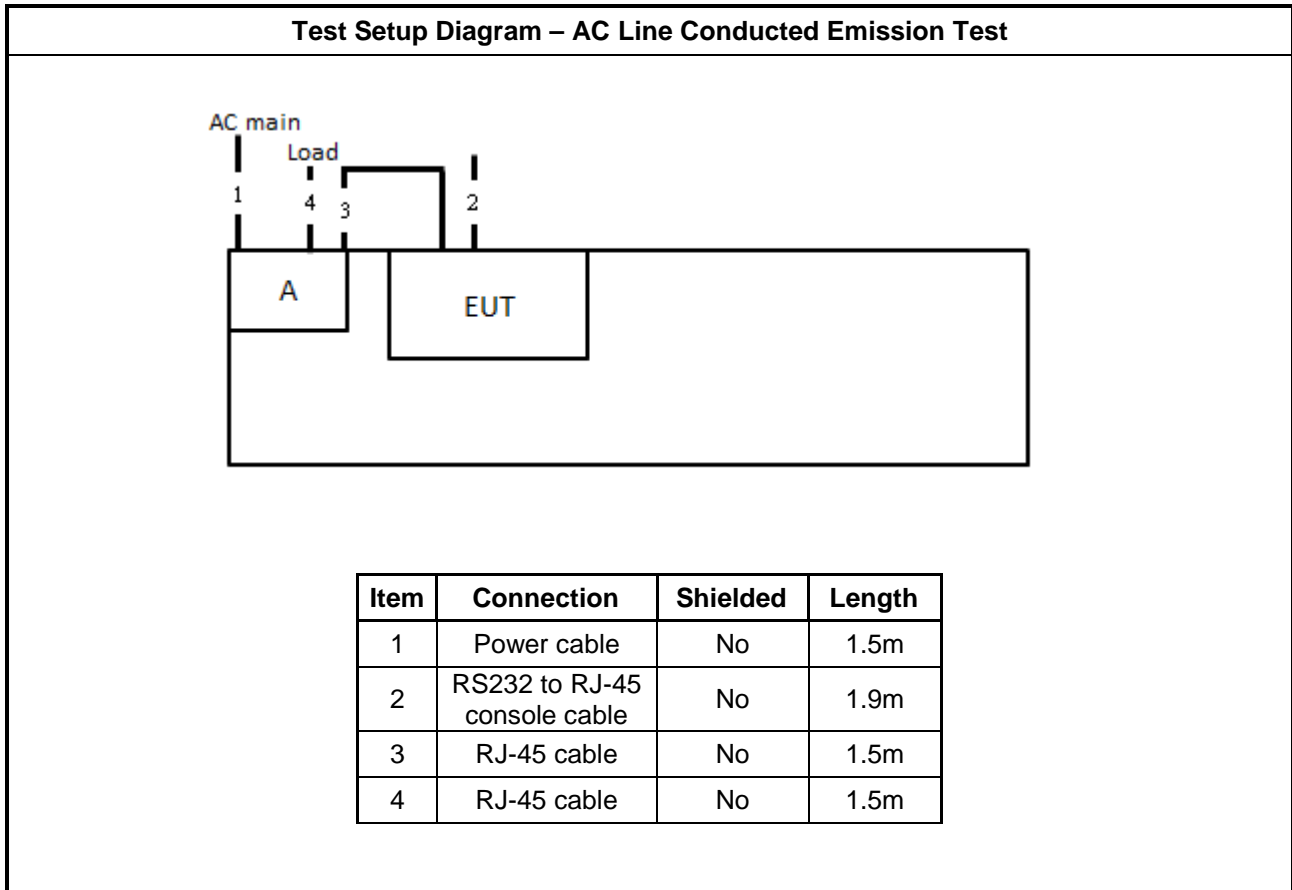 Test Setup Diagram – AC Line Conducted Emission Test
AC main
Load
1
4
3
2
A
EUT
Item Connection Shielded Length
1 Power cable No 1.5m
2 RS232 to RJ-45 console cable No 1.9m
3 RJ-45 cable No 1.5m
4 RJ-45 cable No 1.5m